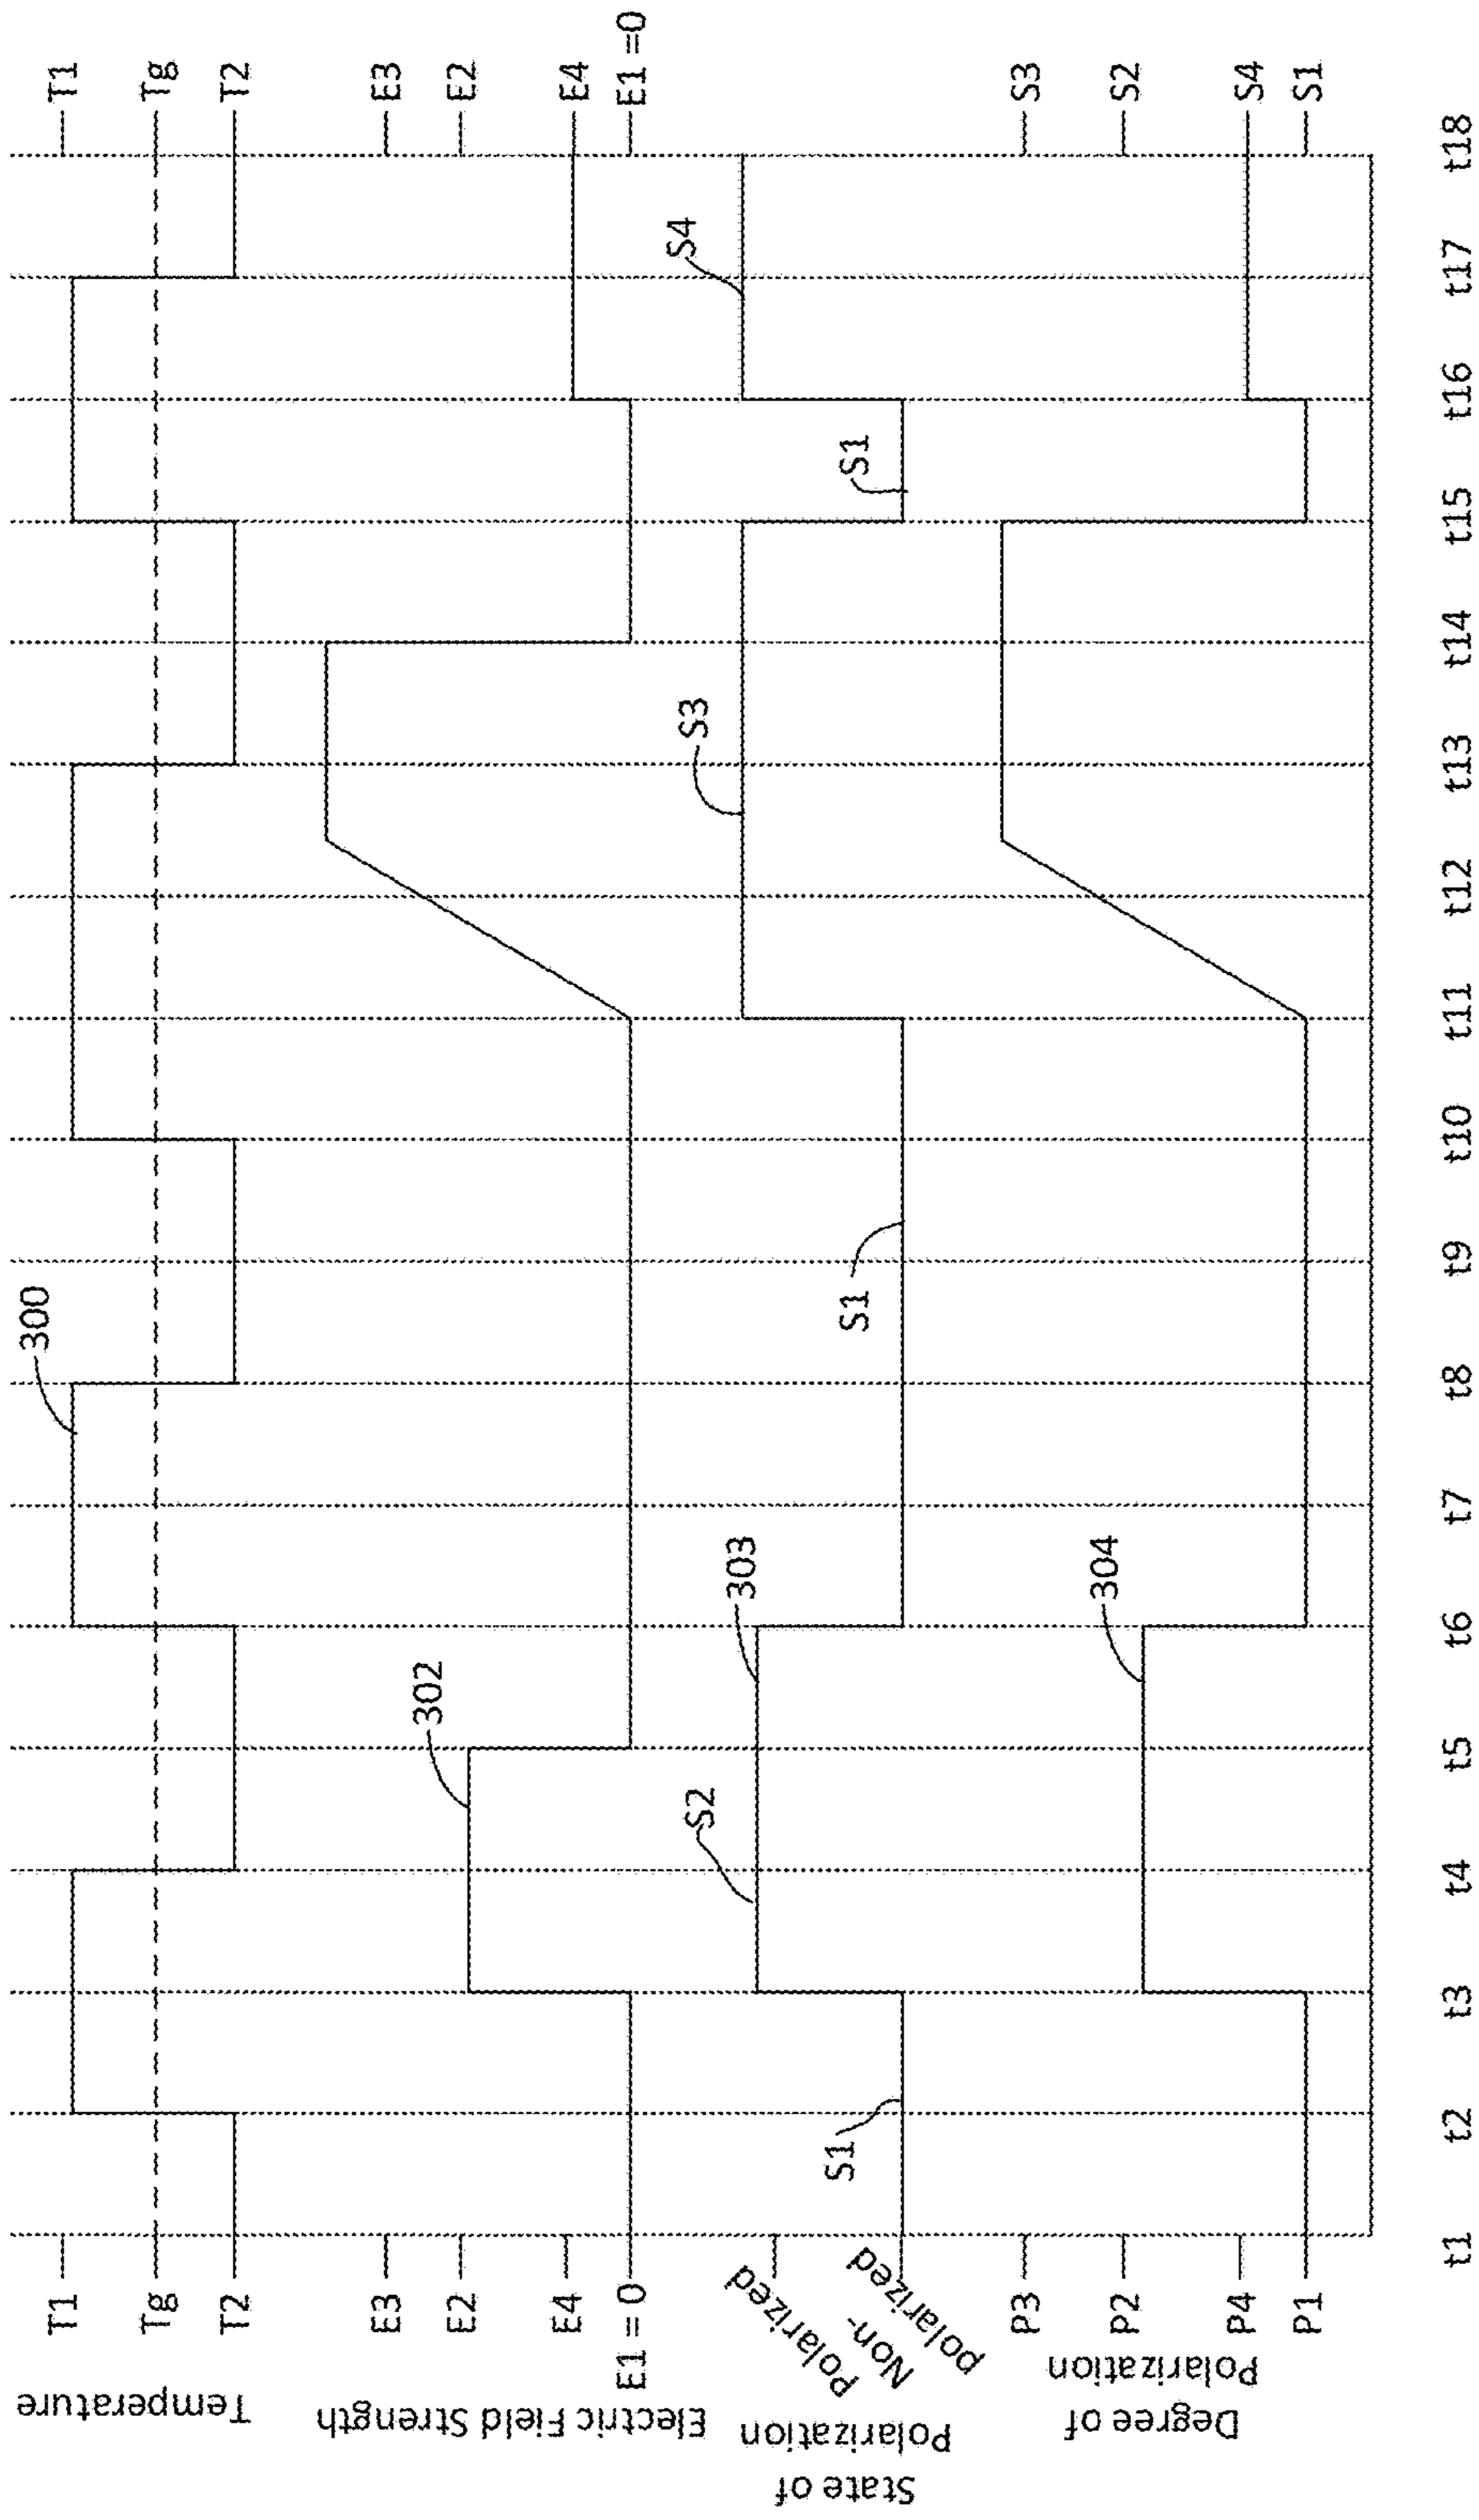 Temperature
T1
Tg
T2
300
T1
Tg
T2
Electric Field Strength
E3
E2
E4
E1 = 0
302
E3
E2
E4
E1 =0
State of
Polarization
Polarized
Non-
polarized
S1
S2
303
S1
S3
S1
S4
Degree of
Polarization
P3
P2
P4
P1
304
S3
S2
S4
S1
t1 t2 t3 t4 t5 t6 t7 t8 t9 t10 t11 t12 t13 t14 t15 t16 t17 t18